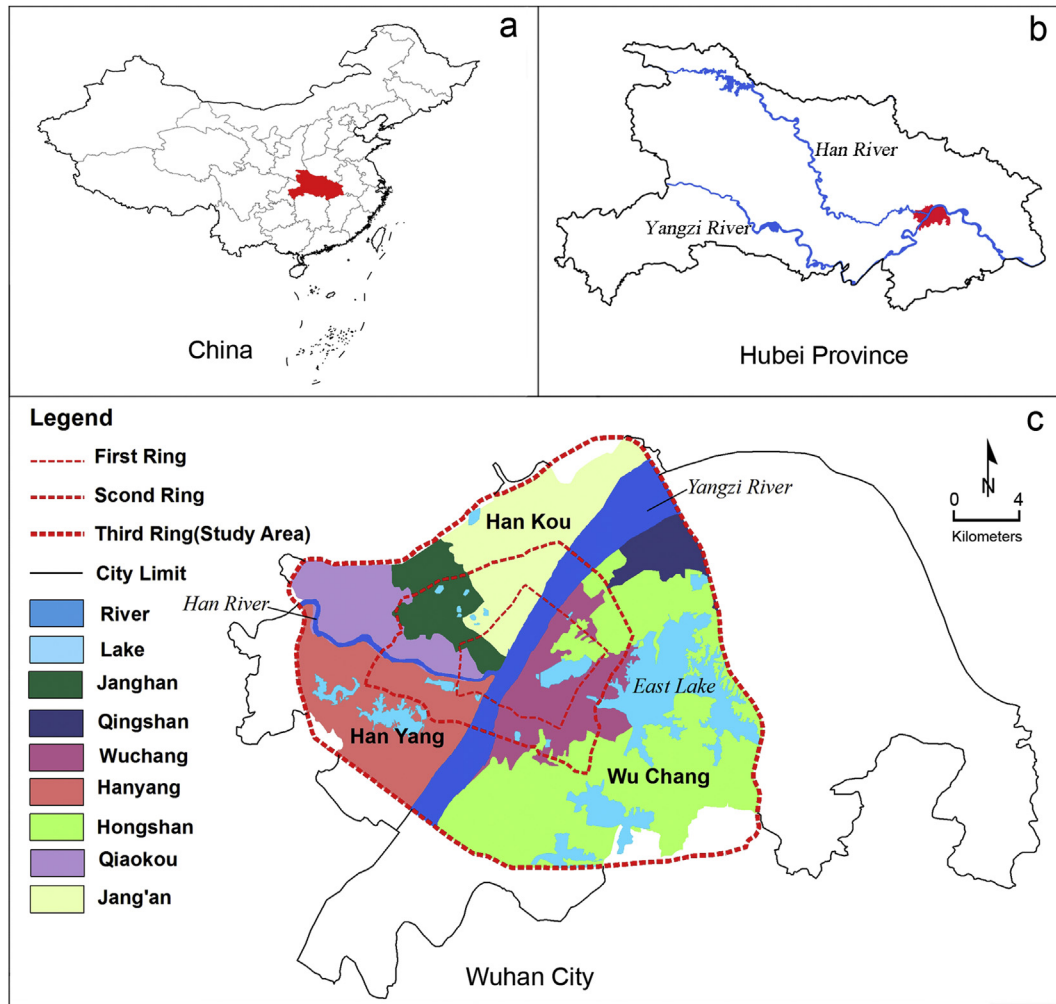 a
China
b
Han River
Yangzi River
Hubei Province
c
Legend
First Ring
Scond Ring
Third Ring(Study Area)
City Limit
River
Lake
Janghan
Qingshan
Wuchang
Hanyang
Hongshan
Qiaokou
Jang'an
Han Kou
Yangzi River
Han River
East Lake
Han Yang
Wu Chang
N
0 4
Kilometers
Wuhan City